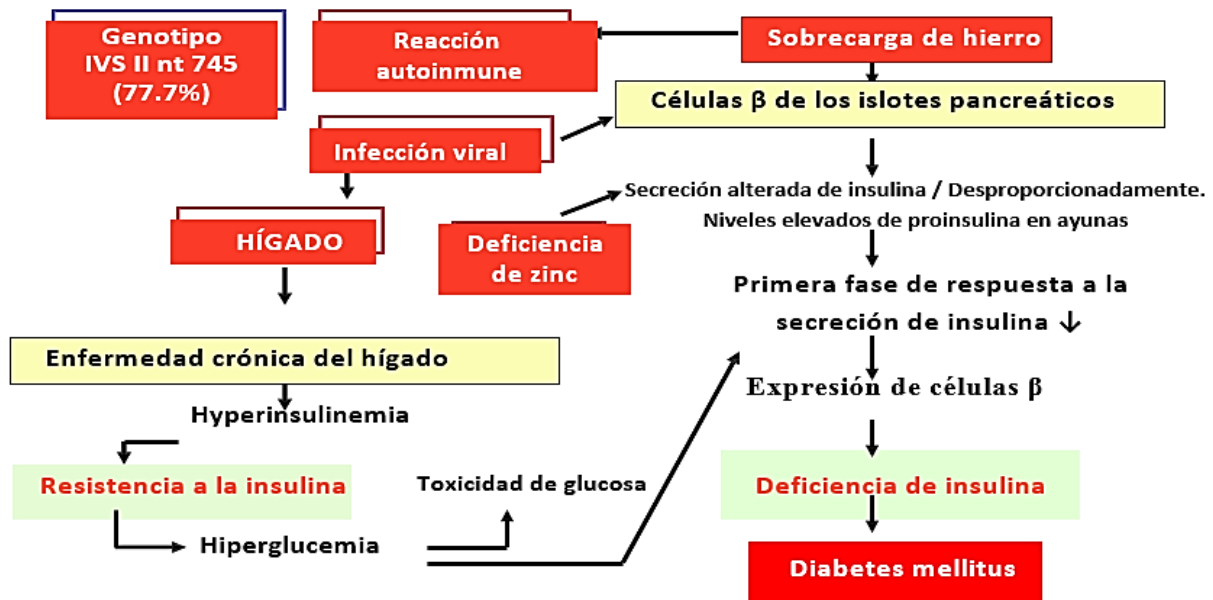 Genotipo
IVS II nt 745
(77.7%)
Reacción
autoinmune
Sobrecarga de hierro
Células β de los islotes pancreáticos
Infección viral
Secreción alterada de insulina / Desproporcionadamente.
Niveles elevados de proinsulina en ayunas
HÍGADO
Deficiencia
de zinc
Primera fase de respuesta a la
secreción de insulina ↓
Enfermedad crónica del hígado
Expresión de células β
Hyperinsulinemia
Resistencia a la insulina
Toxicidad de glucosa
Deficiencia de insulina
Hiperglucemia
Diabetes mellitus